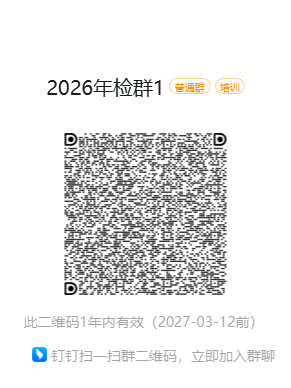 2026年检群1 普通群 培训
此二维码1年内有效（2027-03-12前）
钉钉扫一扫群二维码，立即加入群聊